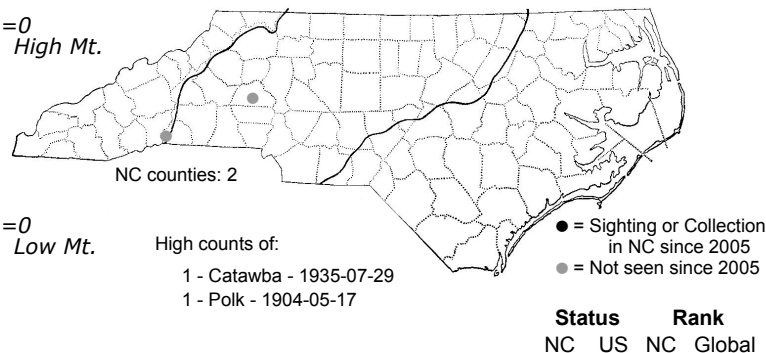 =0
High Mt.
NC counties: 2
=0
Low Mt.
High counts of:
1 - Catawba - 1935-07-29
1 - Polk - 1904-05-17
● = Sighting or Collection
in NC since 2005
● = Not seen since 2005
Status Rank
NC US NC Global